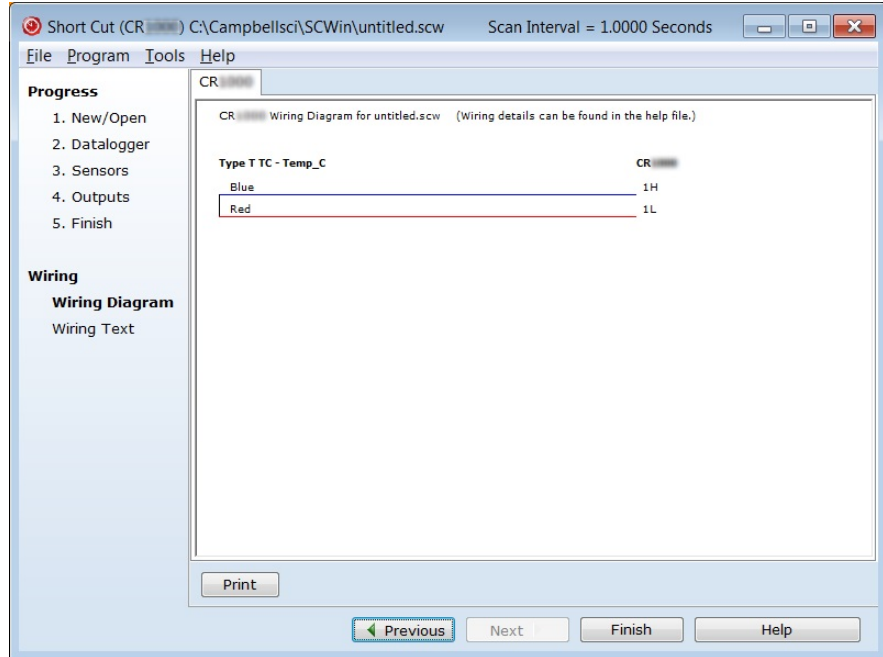 Short Cut (CR ) C:\Campbellsci\SCWin\untitled.scw Scan Interval = 1.0000 Seconds
File Program Tools Help
Progress
1. New/Open
2. Datalogger
3. Sensors
4. Outputs
5. Finish
Wiring
Wiring Diagram
Wiring Text
CR
CR Wiring Diagram for untitled.scw (Wiring details can be found in the help file.)
Type T TC - Temp_C CR
Blue 1H
Red 1L
Print
Previous Next Finish Help